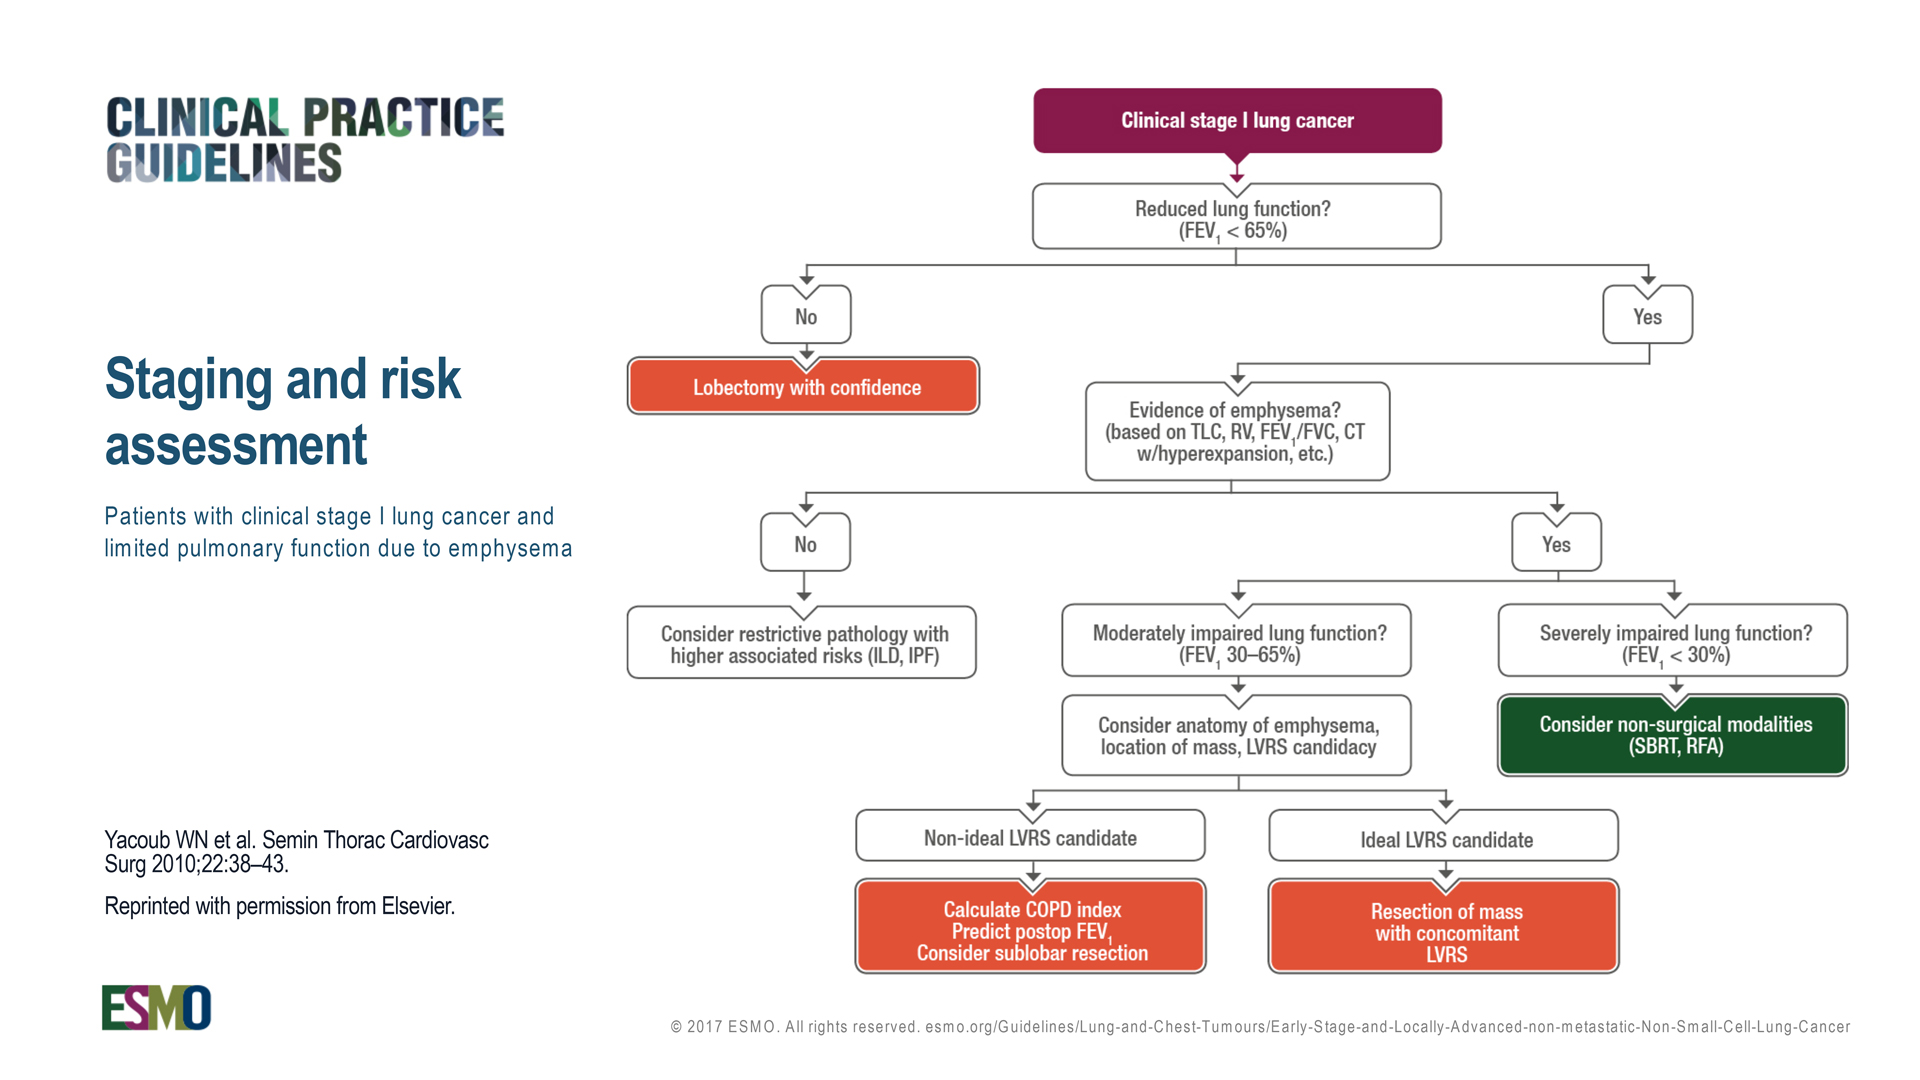 CLINICAL PRACTICE
GUIDELINES
Staging and risk
assessment
Patients with clinical stage I lung cancer and
limited pulmonary function due to emphysema
Yacoub WN et al. Semin Thorac Cardiovasc
Surg 2010;22:38–43.
Reprinted with permission from Elsevier.
ESMO
Clinical stage I lung cancer
Reduced lung function?
(FEV1 < 65%)
No
Yes
Lobectomy with confidence
Evidence of emphysema?
(based on TLC, RV, FEV1/FVC, CT
w/hyperexpansion, etc.)
No
Yes
Consider restrictive pathology with
higher associated risks (ILD, IPF)
Moderately impaired lung function?
(FEV1 30–65%)
Severely impaired lung function?
(FEV1 < 30%)
Consider anatomy of emphysema,
location of mass, LVRS candidacy
Consider non-surgical modalities
(SBRT, RFA)
Non-ideal LVRS candidate
Ideal LVRS candidate
Calculate COPD index
Predict postop FEV1
Consider sublobar resection
Resection of mass
with concomitant
LVRS
© 2017 ESMO. All rights reserved. esmo.org/Guidelines/Lung-and-Chest-Tumours/Early-Stage-and-Locally-Advanced-non-metastatic-Non-Small-Cell-Lung-Cancer